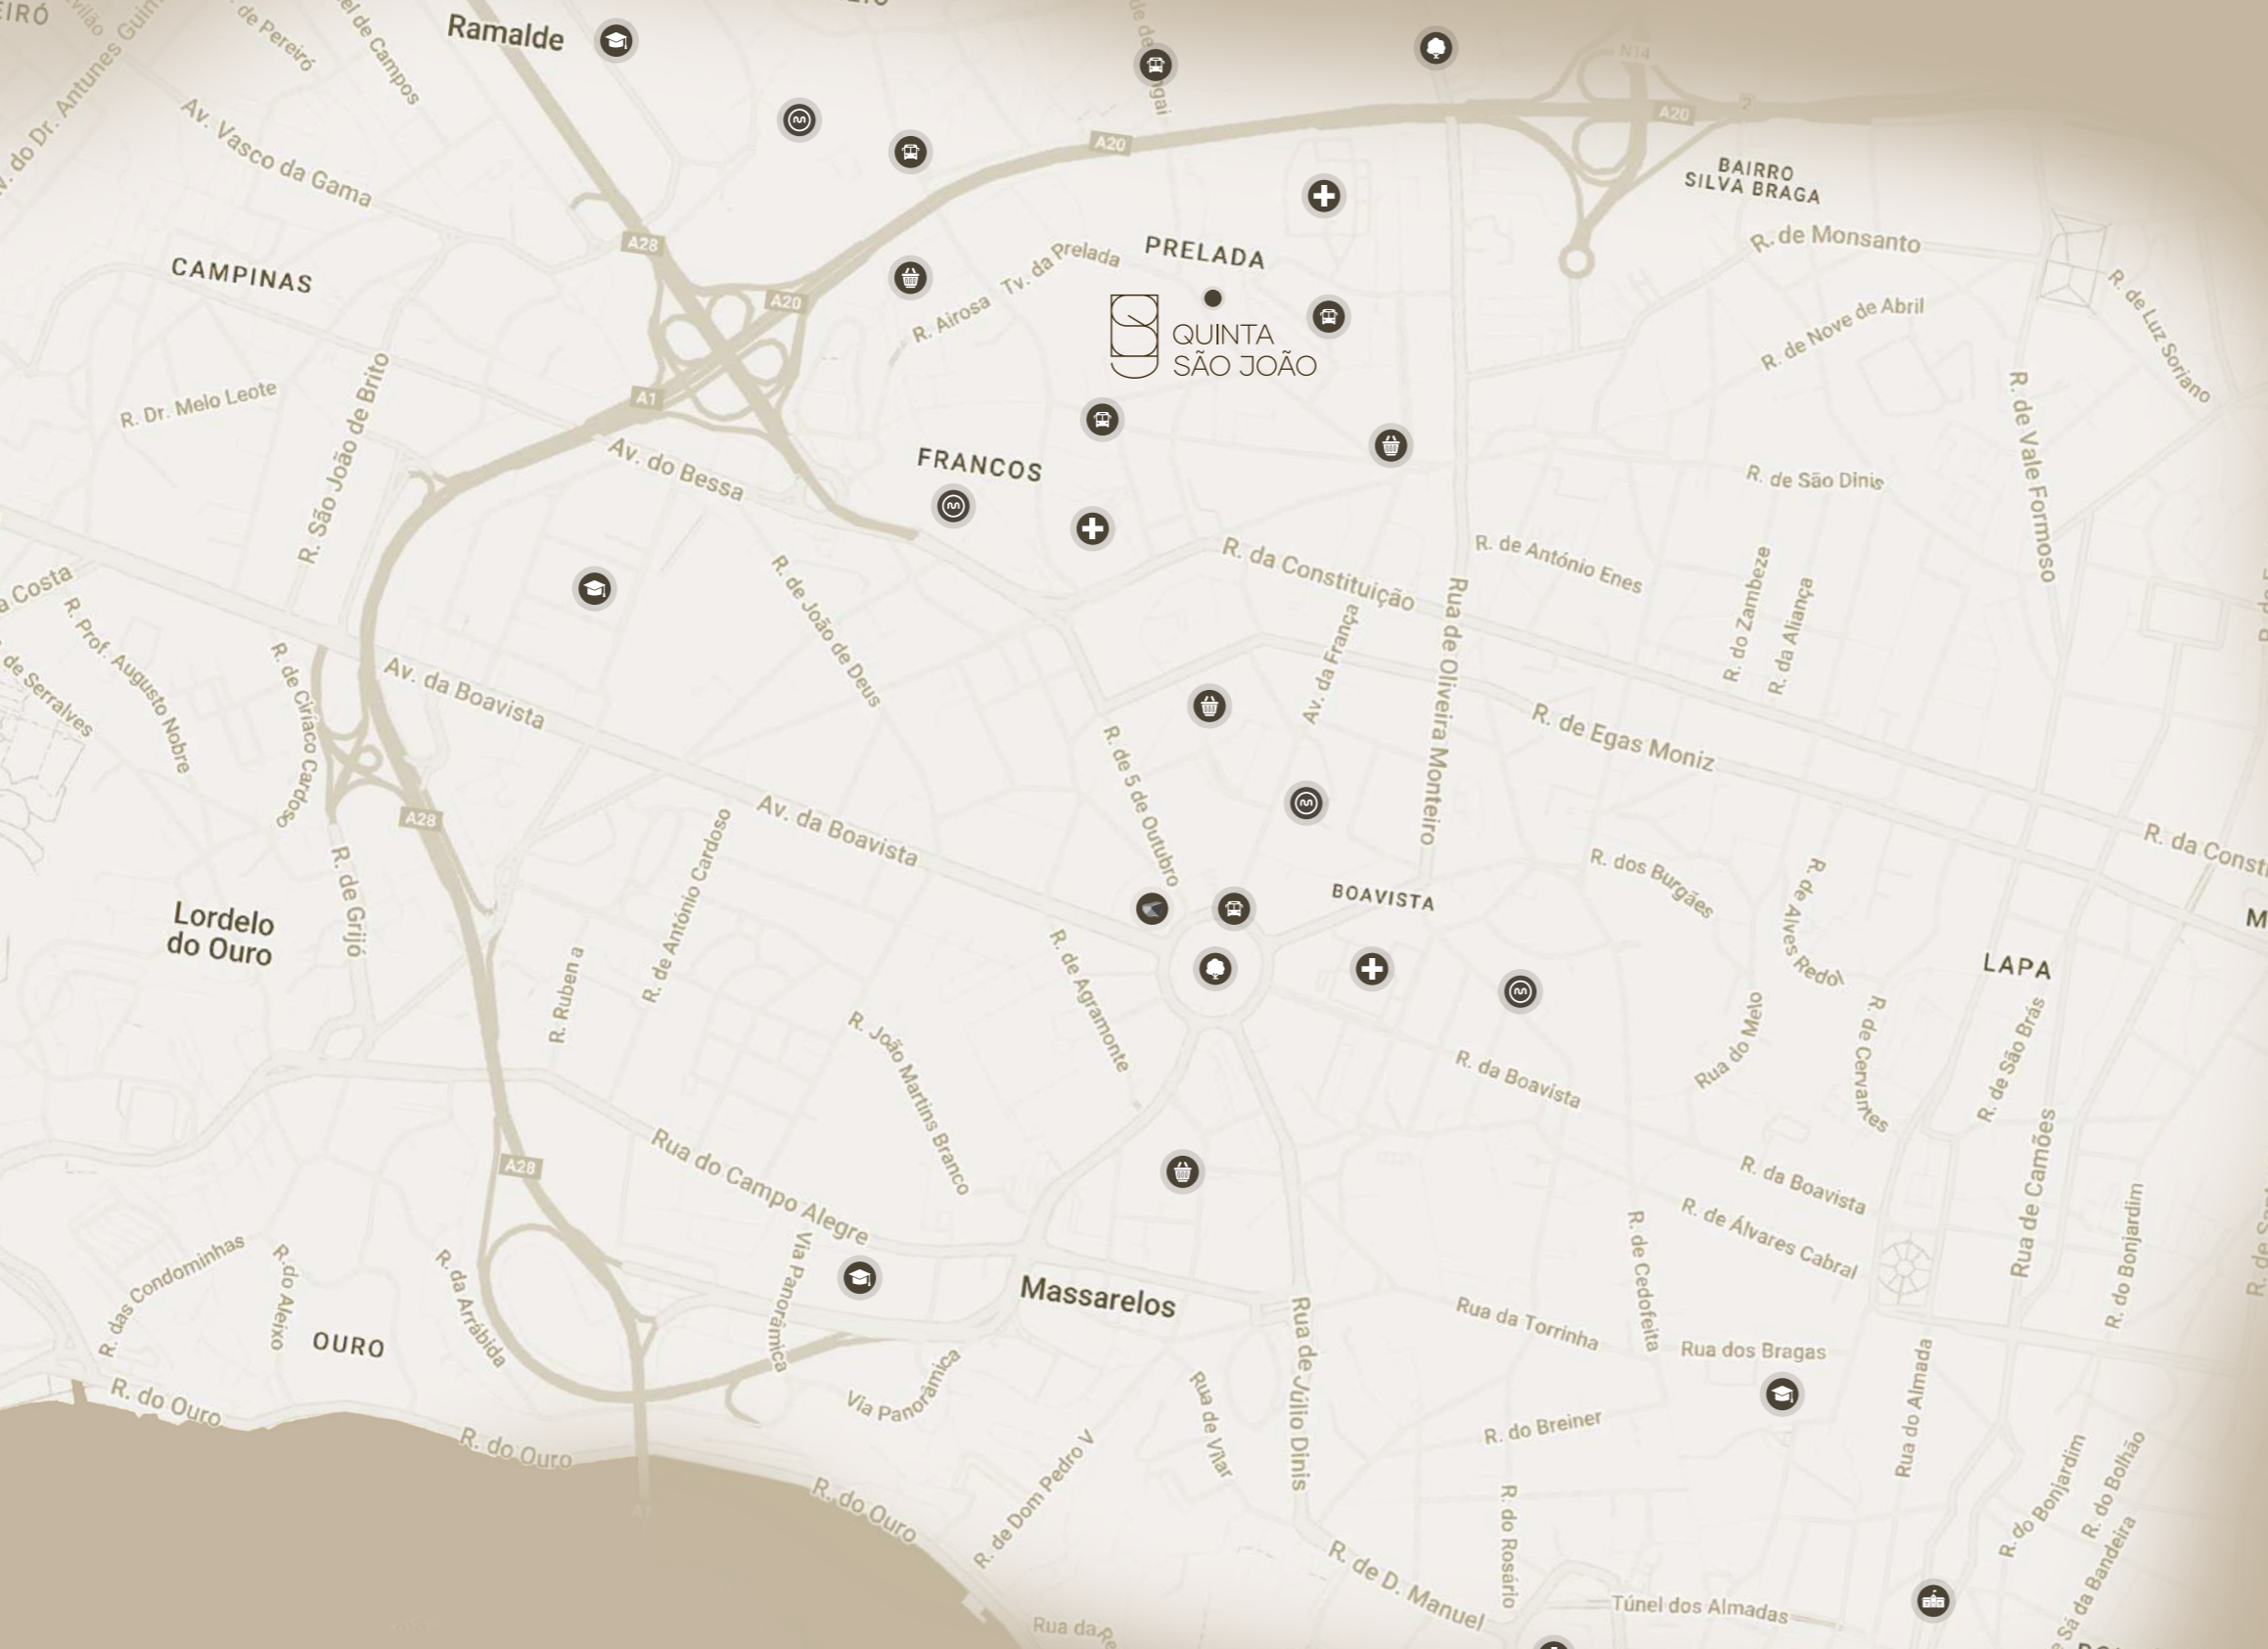 Ramalde
N14
A20
A20
2
BAIRRO
SILVA BRAGA
Av. Vasco da Gama
A28
R. de Monsanto
PRELADA
Tv. da Prelada
CAMPINAS
A20
R. Airosa
QUINTA
SÃO JOÃO
R. de Nove de Abril
R. de Luz Soriano
R. Dr. Melo Leote
A1
R. São João de Brito
Av. do Bessa
FRANCOS
R. de São Dinis
R. de Vale Formoso
R. da Constituição
R. de António Enes
R. do Zambeze
R. da Aliança
R. de João de Deus
R. Prof. Augusto Nobre
de Serralves
R. de Ciríaco Cardoso
Av. da Boavista
Av. da França
Rua de Oliveira Monteiro
R. de Egas Moniz
R. de 5 de Outubro
A28
Av. da Boavista
R. de António Cardoso
R. dos Burgães
R. de Alves Redol
BOAVISTA
Lordelo
do Ouro
R. de Grijó
R. Ruben a
R. de Agramonte
LAPA
R. João Martins Branco
R. da Boavista
Rua do Melo
R. de Cervantes
R. de São Brás
Rua do Campo Alegre
A28
R. da Boavista
R. de Álvares Cabral
Rua de Camões
R. do Bonjardim
R. das Condominhas
R. do Aleixo
R. da Arrábida
Via Panorâmica
Massarelos
R. de Cedofeita
Rua da Torrinha
Rua dos Bragas
OURO
Rua de Júlio Dinis
Rua do Almada
R. do Ouro
Via Panorâmica
Rua de Vilar
R. do Breiner
R. do Ouro
R. do Bonjardim
R. do Bolhão
R. do Ouro
A1
R. de Dom Pedro V
R. do Rosário
R. de D. Manuel
Túnel dos Almadas
Sá da Bandeira